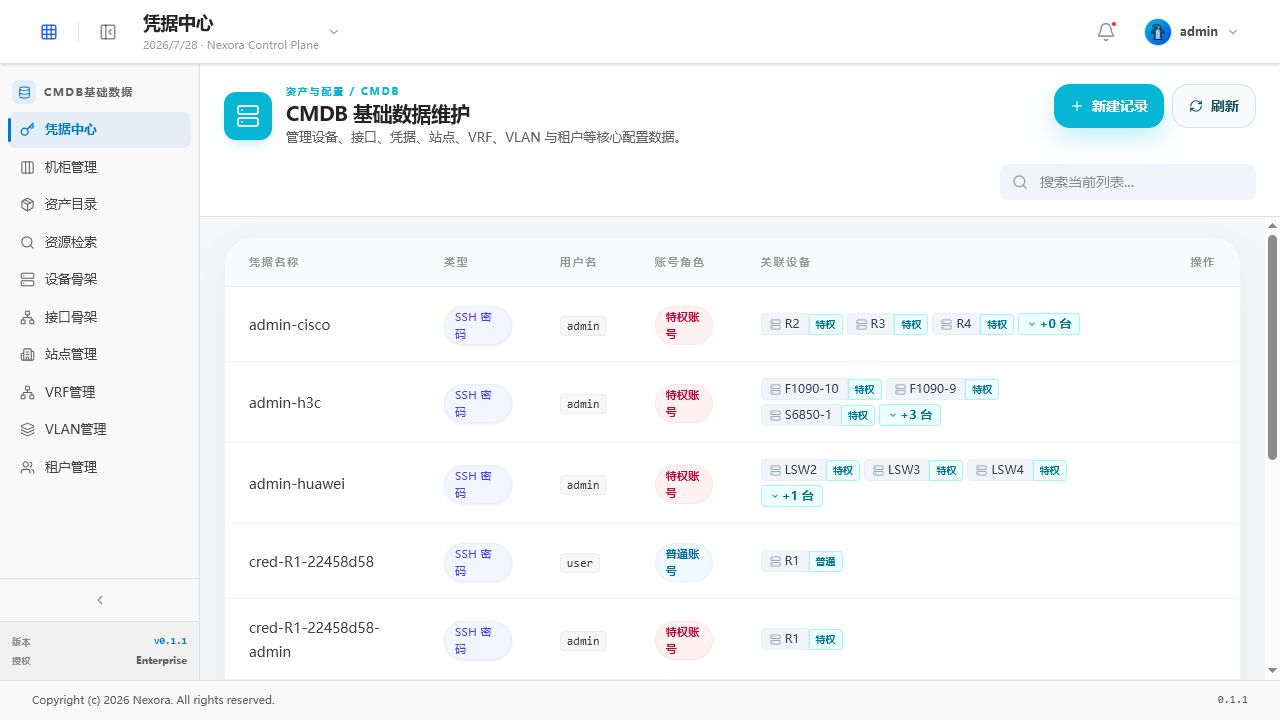 凭据中心
2026/7/28 · Nexora Control Plane
admin
CMDB基础数据
凭据中心
机柜管理
资产目录
资源检索
设备骨架
接口骨架
站点管理
VRF管理
VLAN管理
租户管理
版本 v0.1.1
授权 Enterprise
资产与配置 / CMDB
CMDB 基础数据维护
管理设备、接口、凭据、站点、VRF、VLAN 与租户等核心配置数据。
新建记录
刷新
搜索当前列表...
凭据名称 类型 用户名 账号角色 关联设备 操作
admin-cisco SSH 密码 admin 特权账号 R2 特权 R3 特权 R4 特权 +0 台
admin-h3c SSH 密码 admin 特权账号 F1090-10 特权 F1090-9 特权
S6850-1 特权 +3 台
admin-huawei SSH 密码 admin 特权账号 LSW2 特权 LSW3 特权 LSW4 特权
+1 台
cred-R1-22458d58 SSH 密码 user 普通账号 R1 普通
cred-R1-22458d58-
admin SSH 密码 admin 特权账号 R1 特权
Copyright (c) 2026 Nexora. All rights reserved.
0.1.1